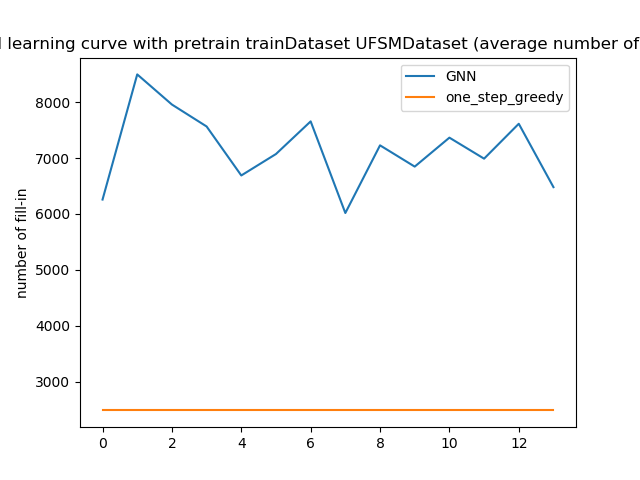 learning curve with pretrain trainDataset UFSMDataset (average number of
GNN
one_step_greedy
number of fill-in
8000
7000
6000
5000
4000
3000
0 2 4 6 8 10 12